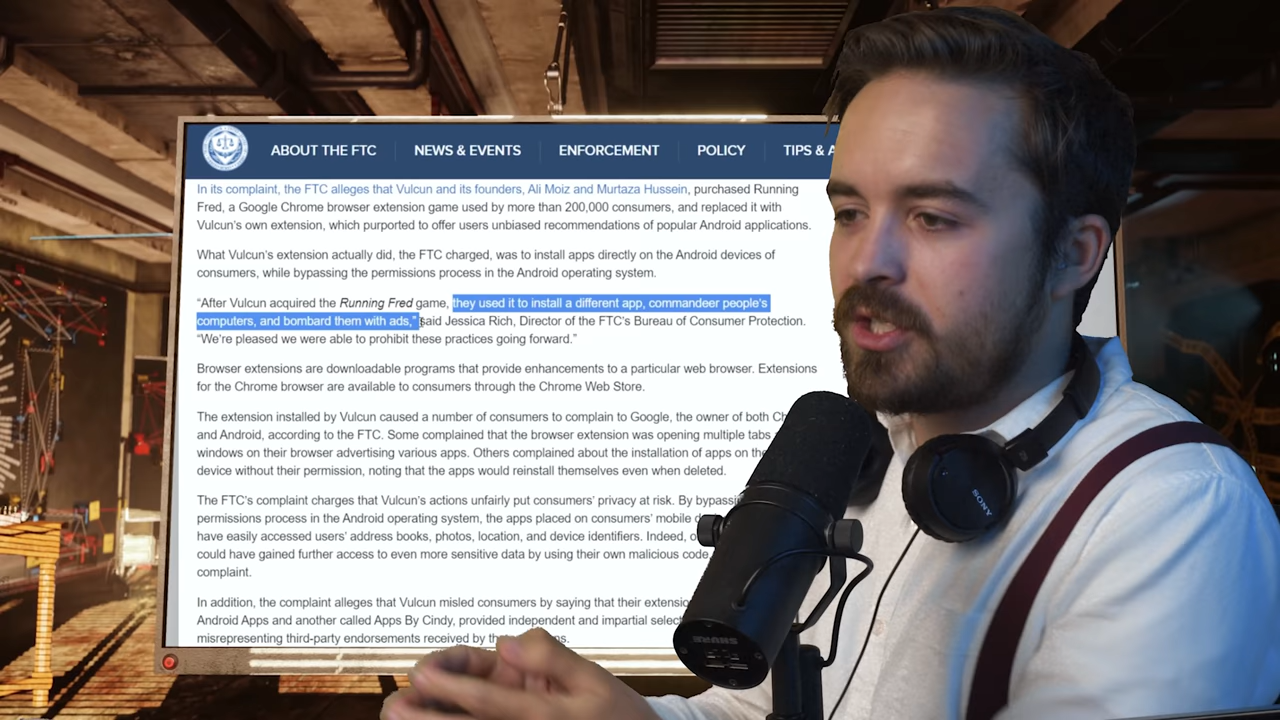 ABOUT THE FTC NEWS & EVENTS ENFORCEMENT POLICY TIPS & A
In its complaint, the FTC alleges that Vulcun and its founders, Ali Moiz and Murtaza Hussein, purchased Running
Fred, a Google Chrome browser extension game used by more than 200,000 consumers, and replaced it with
Vulcun's own extension, which purported to offer users unbiased recommendations of popular Android applications.
What Vulcun's extension actually did, the FTC charged, was to install apps directly on the Android devices of
consumers, while bypassing the permissions process in the Android operating system.
“After Vulcun acquired the Running Fred game, they used it to install a different app, commandeer people's
computers, and bombard them with ads,” said Jessica Rich, Director of the FTC's Bureau of Consumer Protection.
“We're pleased we were able to prohibit these practices going forward.”
Browser extensions are downloadable programs that provide enhancements to a particular web browser. Extensions
for the Chrome browser are available to consumers through the Chrome Web Store.
The extension installed by Vulcun caused a number of consumers to complain to Google, the owner of both Ch
and Android, according to the FTC. Some complained that the browser extension was opening multiple tabs
windows on their browser advertising various apps. Others complained about the installation of apps on the
device without their permission, noting that the apps would reinstall themselves even when deleted.
The FTC's complaint charges that Vulcun's actions unfairly put consumers' privacy at risk. By bypassi
permissions process in the Android operating system, the apps placed on consumers' mobile d
have easily accessed users' address books, photos, location, and device identifiers. Indeed, o
could have gained further access to even more sensitive data by using their own malicious code,
complaint.
In addition, the complaint alleges that Vulcun misled consumers by saying that their extensio
Android Apps and another called Apps By Cindy, provided independent and impartial select
misrepresenting third-party endorsements received by th ns.
SONY
SHURE